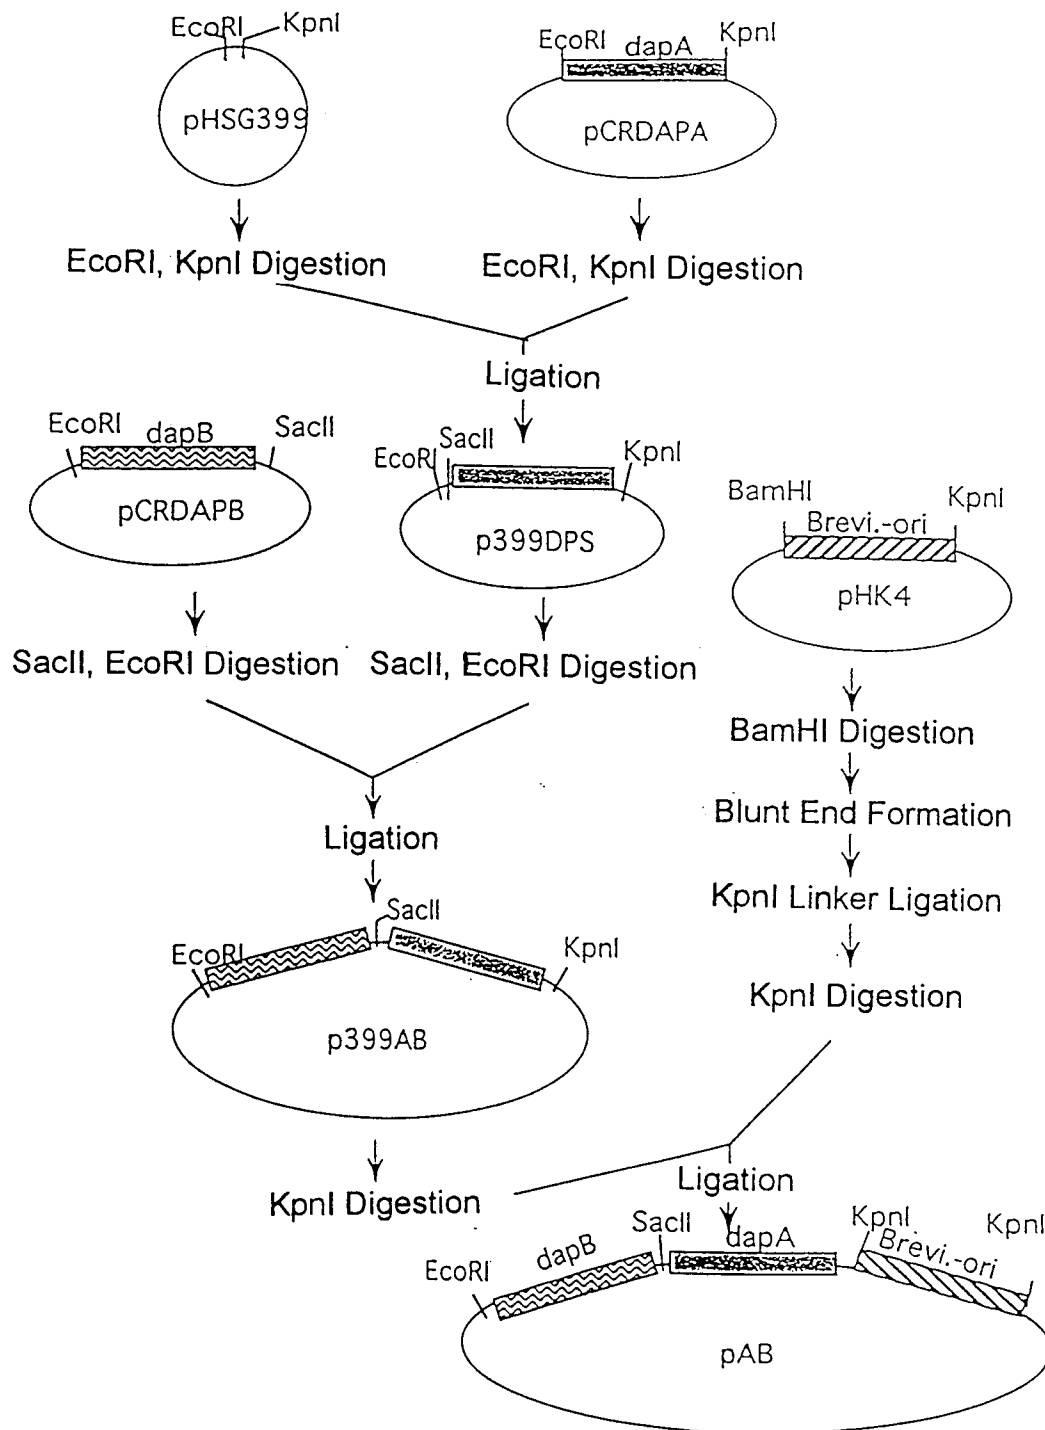 EcoRI KpnI
pHSG399
EcoRI dapA KpnI
pCRDAPA
EcoRI, KpnI Digestion
EcoRI, KpnI Digestion
Ligation
EcoRI dapB SacII
pCRDAPB
EcoRI SacII KpnI
p399DPS
BamHI Brevi.-ori KpnI
pHK4
SacII, EcoRI Digestion
SacII, EcoRI Digestion
BamHI Digestion
Blunt End Formation
KpnI Linker Ligation
KpnI Digestion
Ligation
EcoRI SacII KpnI
p399AB
KpnI Digestion
Ligation
EcoRI dapB SacII dapA KpnI Brevi.-ori KpnI
pAB